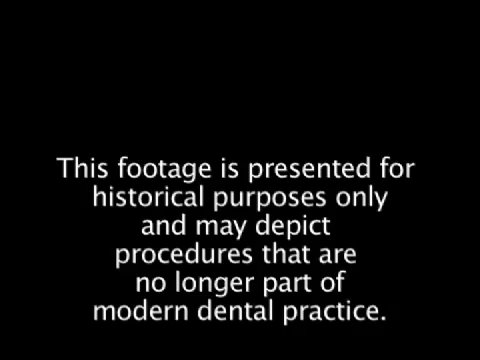 This footage is presented for
historical purposes only
and may depict
procedures that are
no longer part of
modern dental practice.